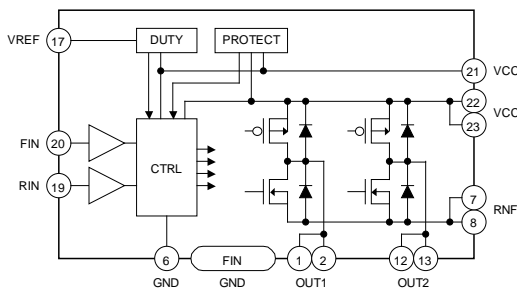 DUTY PROTECT
VREF 17
21 VCC
22 VCC
23
FIN 20
CTRL
RIN 19
7 RNF
8
6 FIN 1 2 12 13
GND GND OUT1 OUT2